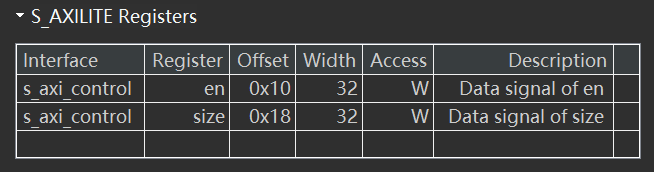 S_AXILITE Registers
Interface Register Offset Width Access Description
s_axi_control en 0x10 32 W Data signal of en
s_axi_control size 0x18 32 W Data signal of size